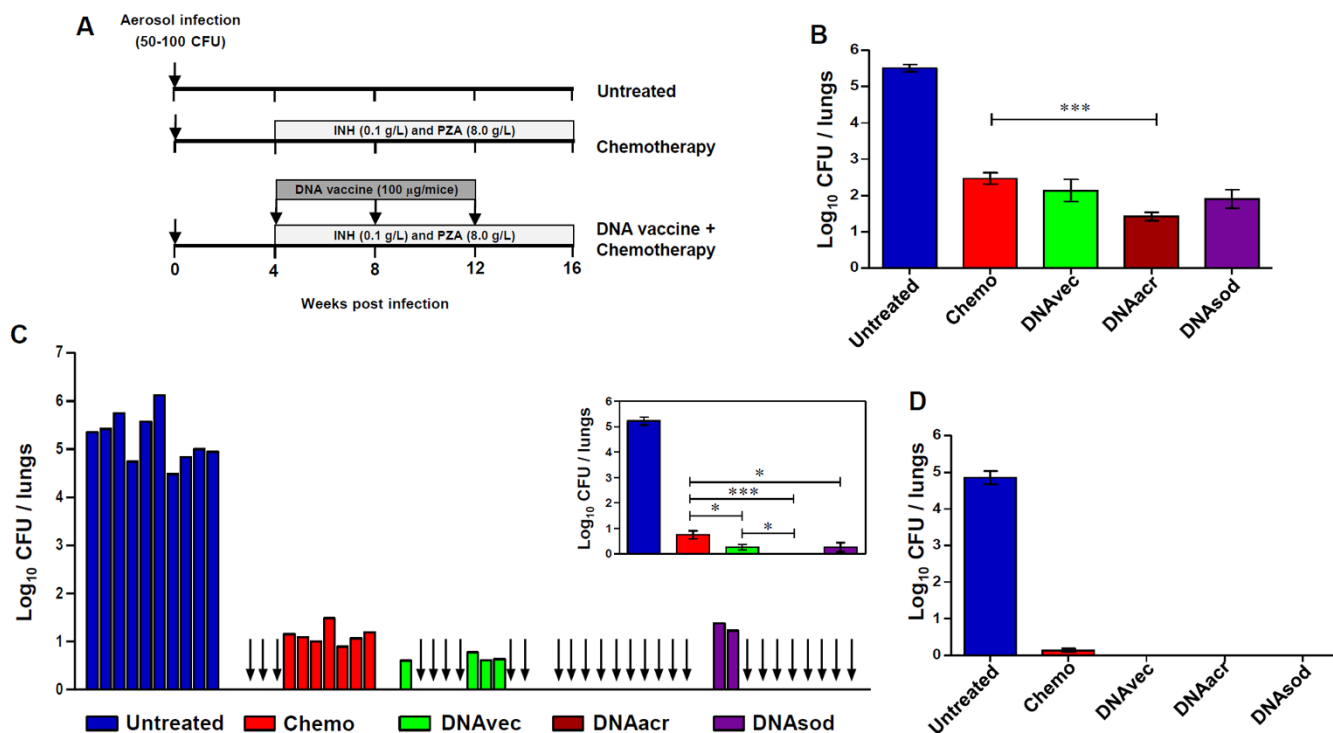 A
Aerosol infection
(50-100 CFU)
Untreated
INH (0.1 g/L) and PZA (8.0 g/L)
Chemotherapy
DNA vaccine (100 µg/mice)
INH (0.1 g/L) and PZA (8.0 g/L)
DNA vaccine +
Chemotherapy
0 4 8 12 16
Weeks post infection
B
Log10 CFU / lungs
6
5
4
3
2
1
0
***
Untreated
Chemo
DNAvec
DNAacr
DNAsod
C
Log10 CFU / lungs
7
6
5
4
3
2
1
0
Log10 CFU / lungs
6
5
4
3
2
1
0
*
***
*
*
Untreated Chemo DNAvec DNAacr DNAsod
D
Log10 CFU / lungs
6
5
4
3
2
1
0
Untreated
Chemo
DNAvec
DNAacr
DNAsod